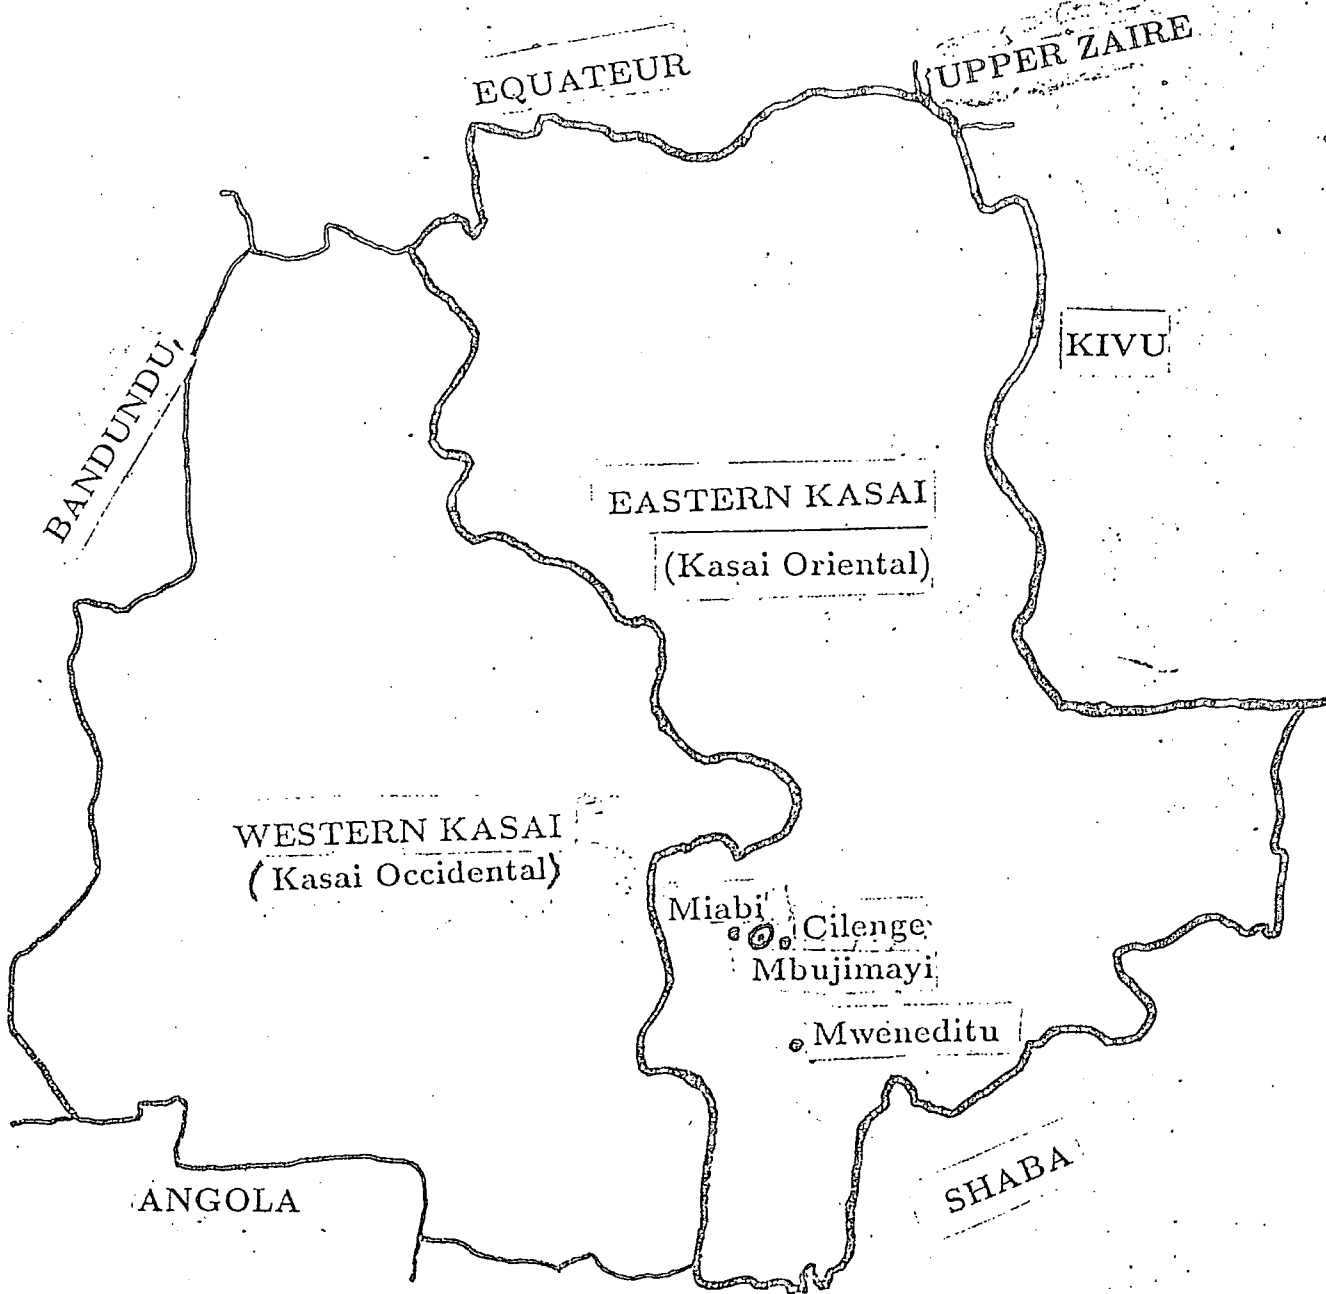 EQUATEUR
UPPER ZAIRE
KIVU
BANDUNDU
EASTERN KASAI
(Kasai Oriental)
WESTERN KASAI
(Kasai Occidental)
Miabi
Cilenge
Mbujimayi
Mweneditu
SHABA
ANGOLA